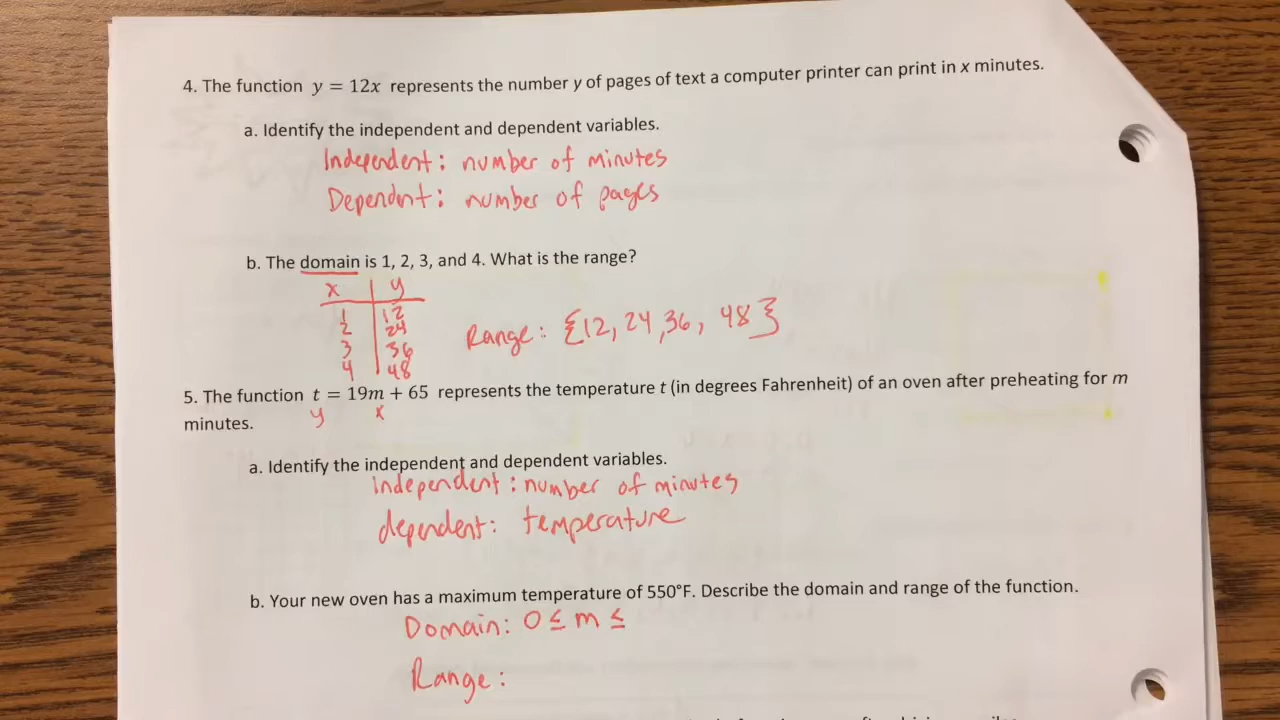 4. The function y = 12x represents the number y of pages of text a computer printer can print in x minutes.
a. Identify the independent and dependent variables.
Independent: number of minutes
Dependent: number of pages
b. The domain is 1, 2, 3, and 4. What is the range?
x y
1 12
2 24
3 36
4 48
Range: {12, 24, 36, 48}
5. The function t = 19m + 65 represents the temperature t (in degrees Fahrenheit) of an oven after preheating for m
y x
minutes.
a. Identify the independent and dependent variables.
independent: number of minutes
dependent: temperature
b. Your new oven has a maximum temperature of 550°F. Describe the domain and range of the function.
Domain: 0 ≤ m ≤
Range: